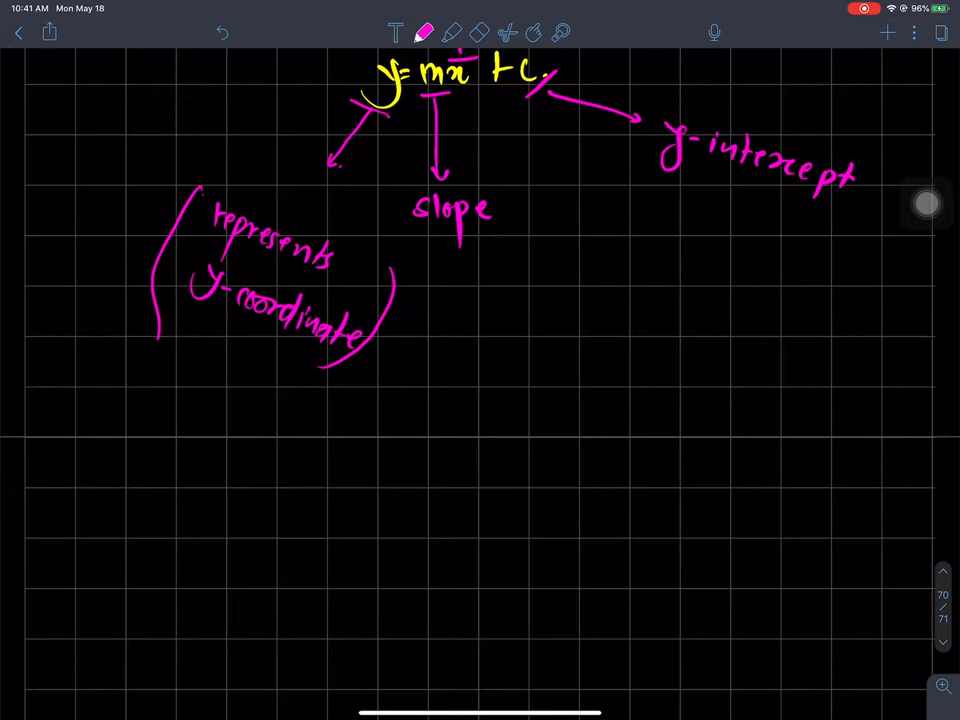 10:41 AM Mon May 18
96%
T
y = mx + c.
y-intercept
slope
represents
y-coordinate
70
/
71